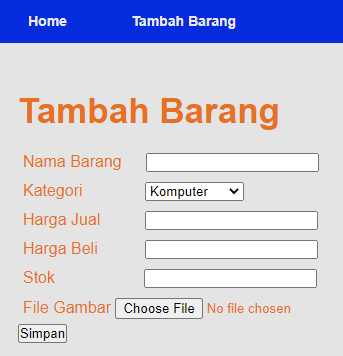 Home Tambah Barang
Tambah Barang
Nama Barang
Kategori Komputer
Harga Jual
Harga Beli
Stok
File Gambar Choose File No file chosen
Simpan